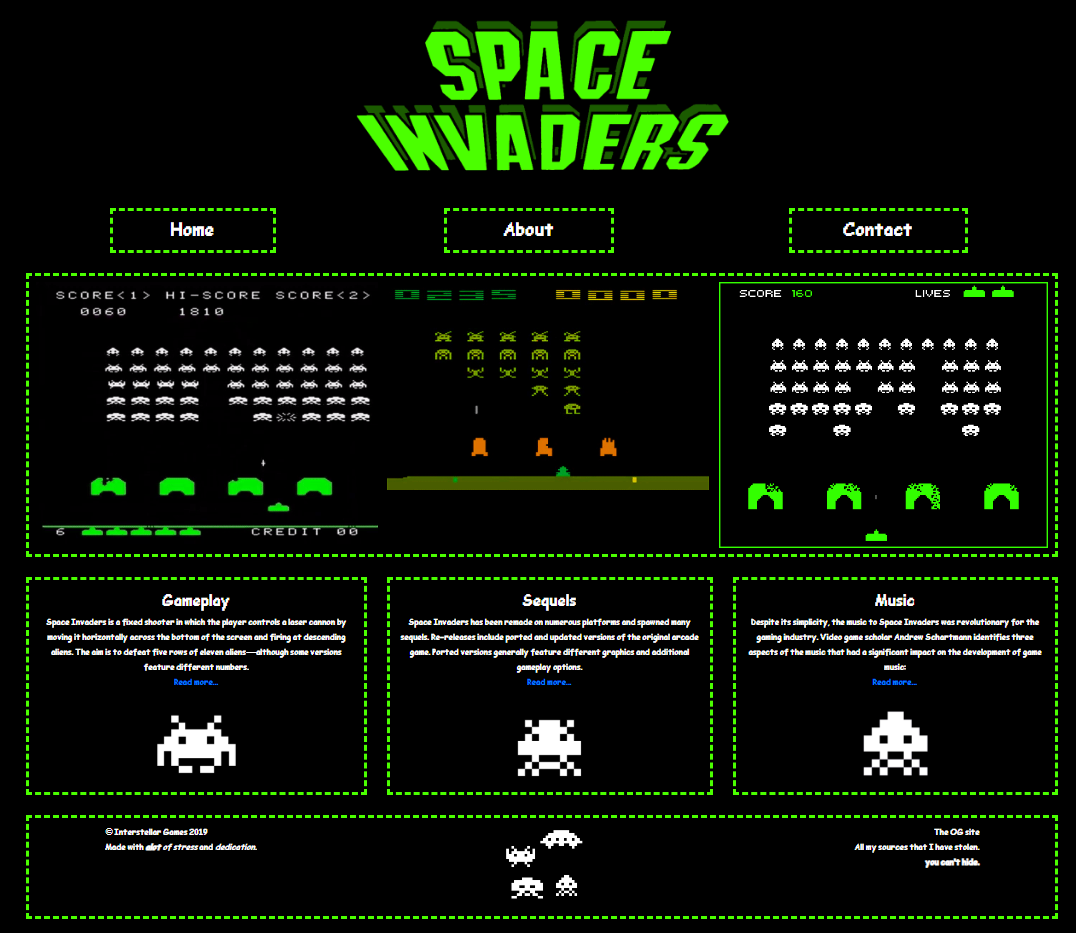 SPACE
INVADERS
Home
About
Contact
SCORE<1> HI-SCORE SCORE<2>
0060 1810
6
CREDIT 00
0235
0000
SCORE 160
LIVES
Gameplay
Space Invaders is a fixed shooter in which the player controls a laser cannon by
moving it horizontally across the bottom of the screen and firing at descending
aliens. The aim is to defeat five rows of eleven aliens—although some versions
feature different numbers.
Read more...
Sequels
Space Invaders has been remade on numerous platforms and spawned many
sequels. Re-releases include ported and updated versions of the original arcade
game. Ported versions generally feature different graphics and additional
gameplay options.
Read more...
Music
Despite its simplicity, the music to Space Invaders was revolutionary for the
gaming industry. Video game scholar Andrew Schartmann identifies three
aspects of the music that had a significant impact on the development of game
music:
Read more...
© Interstellar Games 2019
Made with alot of stress and dedication.
The OG site
All my sources that I have stolen.
you can't hide.